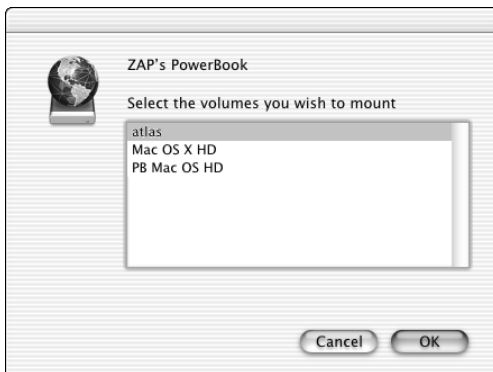 ZAP's PowerBook
Select the volumes you wish to mount
atlas
Mac OS X HD
PB Mac OS HD
Cancel
OK